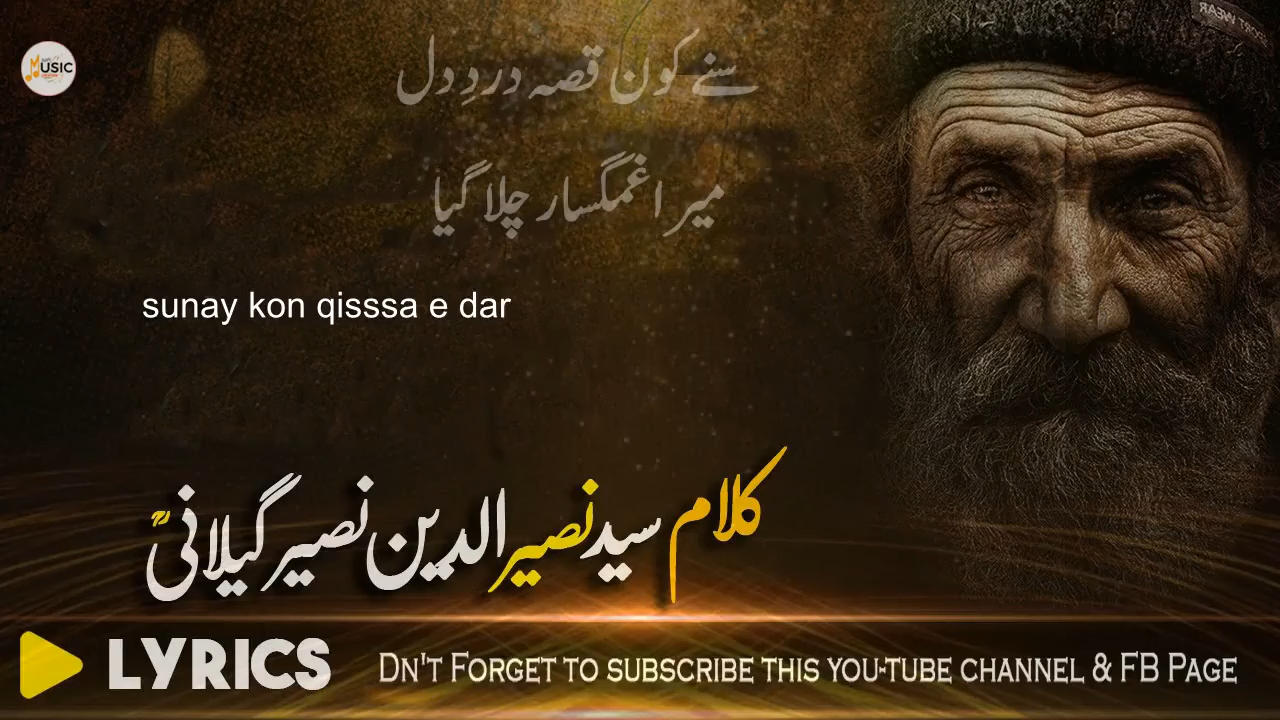 MUSIC
سنے کون قصہ دردِ دل
میرا غمگسار چلا گیا
sunay kon qisssa e dar
کلام سید نصیر الدین نصیر گیلانیؒ
LYRICS
Dn't Forget to subscribe this you-tube channel & FB Page